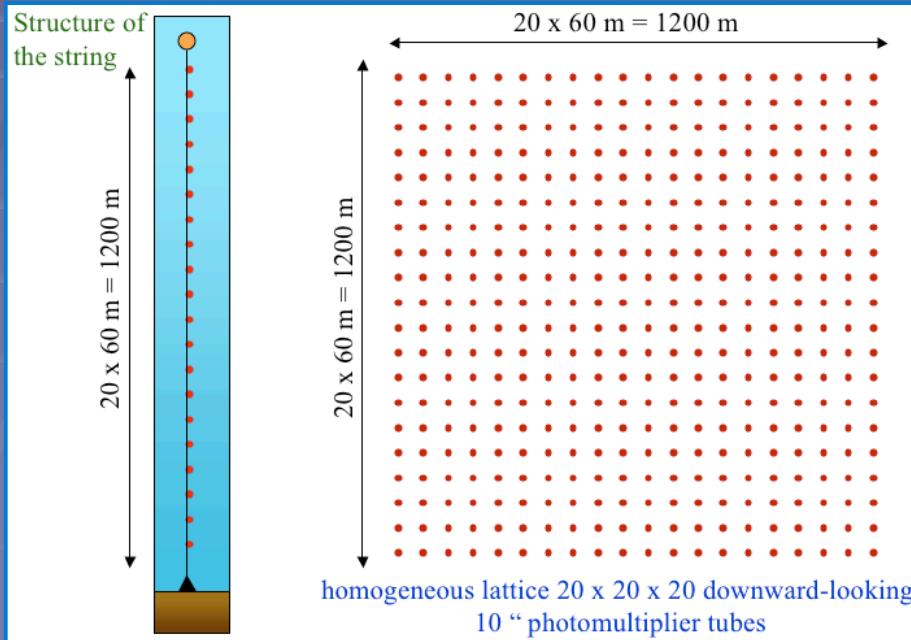 Structure of
the string
20 x 60 m = 1200 m
20 x 60 m = 1200 m
20 x 60 m = 1200 m
homogeneous lattice 20 x 20 x 20 downward-looking
10 “ photomultiplier tubes